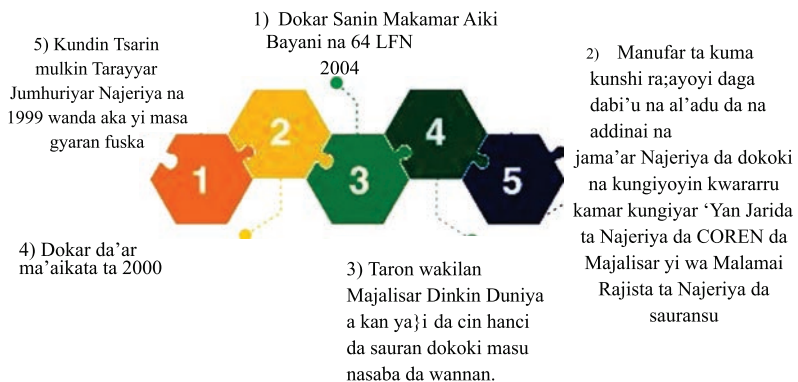 1) Dokar Sanin Makamar Aiki
Bayani na 64 LFN
2004
5) Kundin Tsarin
mulkin Tarayyar
Jumhuriyar Najeriya na
1999 wanda aka yi masa
gyaran fuska
2) Manufar ta kuma
kunshi ra;ayoyi daga
dabi'u na al'adu da na
addinai na
jama'ar Najeriya da dokoki
na kungiyoyin kwararru
kamar kungiyar ‘Yan Jarida
ta Najeriya da COREN da
Majalisar yi wa Malamai
Rajista ta Najeriya da
sauransu
1
2
3
4
5
4) Dokar da’ar
ma’aikata ta 2000
3) Taron wakilan
Majalisar Dinkin Duniya
a kan ya}i da cin hanci
da sauran dokoki masu
nasaba da wannan.